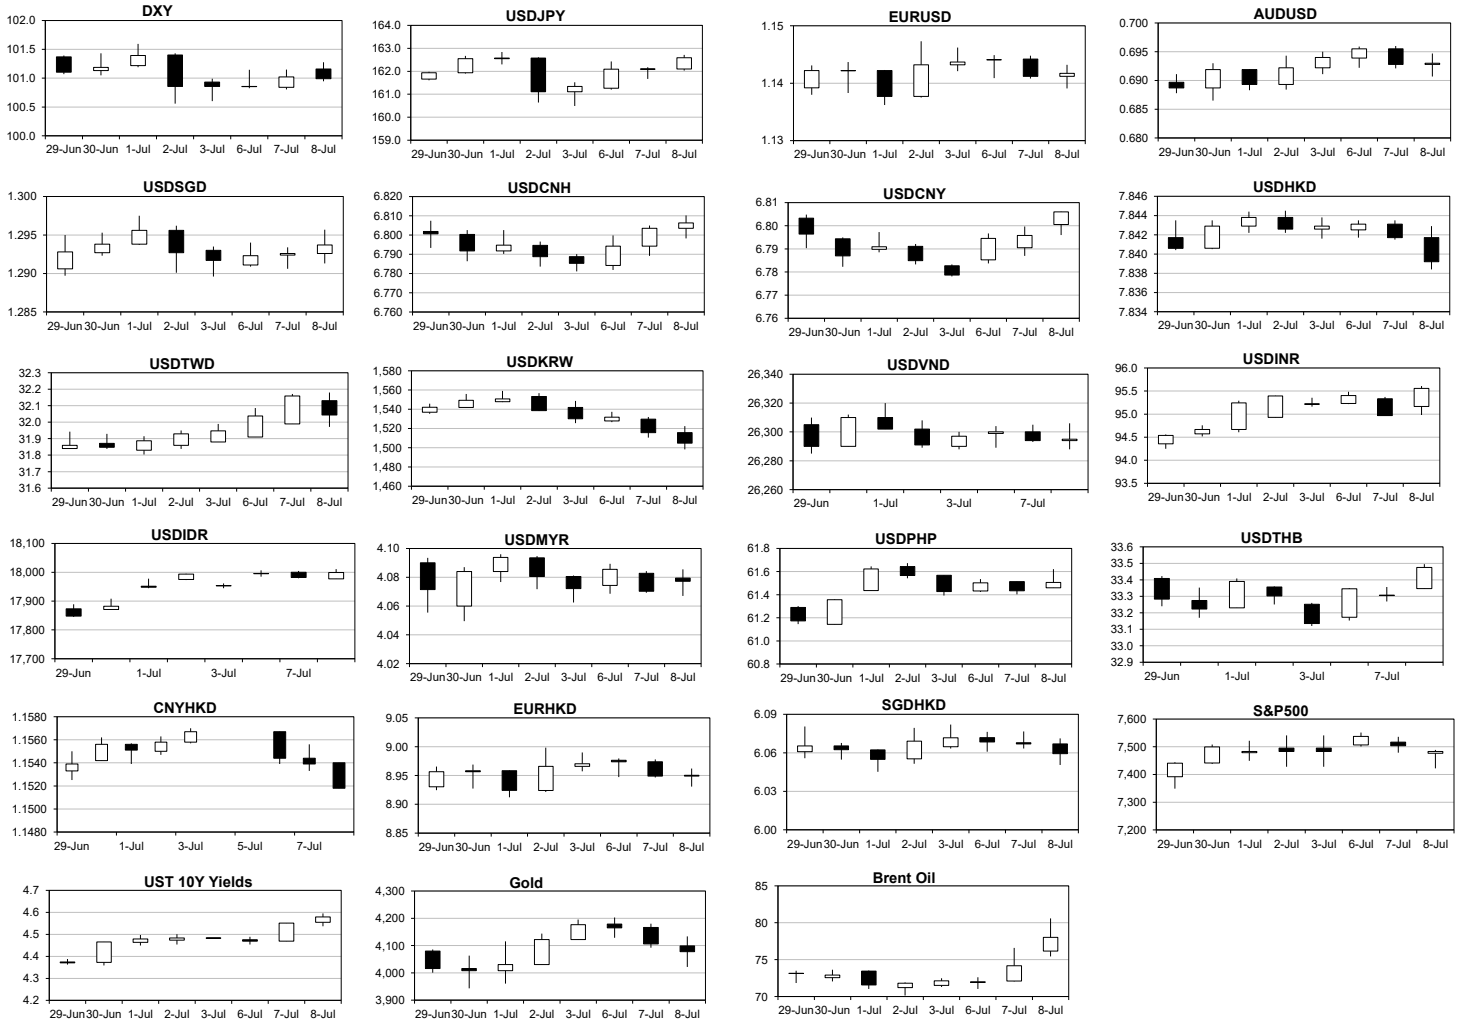 DXY
102.0
101.5
101.0
100.5
100.0
29-Jun 30-Jun 1-Jul 2-Jul 3-Jul 6-Jul 7-Jul 8-Jul
USDJPY
164.0
163.0
162.0
161.0
160.0
159.0
29-Jun 30-Jun 1-Jul 2-Jul 3-Jul 6-Jul 7-Jul 8-Jul
EURUSD
1.15
1.14
1.13
29-Jun 30-Jun 1-Jul 2-Jul 3-Jul 6-Jul 7-Jul 8-Jul
AUDUSD
0.700
0.695
0.690
0.685
0.680
29-Jun 30-Jun 1-Jul 2-Jul 3-Jul 6-Jul 7-Jul 8-Jul
USDSGD
1.300
1.295
1.290
1.285
29-Jun 30-Jun 1-Jul 2-Jul 3-Jul 6-Jul 7-Jul 8-Jul
USDCNH
6.820
6.810
6.800
6.790
6.780
6.770
6.760
29-Jun 30-Jun 1-Jul 2-Jul 3-Jul 6-Jul 7-Jul 8-Jul
USDCNY
6.81
6.80
6.79
6.78
6.77
6.76
29-Jun 30-Jun 1-Jul 2-Jul 3-Jul 6-Jul 7-Jul 8-Jul
USDHKD
7.846
7.844
7.842
7.840
7.838
7.836
7.834
29-Jun 30-Jun 1-Jul 2-Jul 3-Jul 6-Jul 7-Jul 8-Jul
USDTWD
32.3
32.2
32.1
32.0
31.9
31.8
31.7
31.6
29-Jun 30-Jun 1-Jul 2-Jul 3-Jul 6-Jul 7-Jul 8-Jul
USDKRW
1,580
1,560
1,540
1,520
1,500
1,480
1,460
29-Jun 30-Jun 1-Jul 2-Jul 3-Jul 6-Jul 7-Jul 8-Jul
USDVND
26,340
26,320
26,300
26,280
26,260
29-Jun 1-Jul 3-Jul 7-Jul
USDINR
96.0
95.5
95.0
94.5
94.0
93.5
29-Jun 30-Jun 1-Jul 2-Jul 3-Jul 6-Jul 7-Jul 8-Jul
USDIDR
18,100
18,000
17,900
17,800
17,700
29-Jun 1-Jul 3-Jul 7-Jul
USDMYR
4.10
4.08
4.06
4.04
4.02
29-Jun 30-Jun 1-Jul 2-Jul 3-Jul 6-Jul 7-Jul 8-Jul
USDPHP
61.8
61.6
61.4
61.2
61.0
60.8
29-Jun 30-Jun 1-Jul 2-Jul 3-Jul 6-Jul 7-Jul 8-Jul
USDTHB
33.6
33.5
33.4
33.3
33.2
33.1
33.0
32.9
29-Jun 1-Jul 3-Jul 7-Jul
CNYHKD
1.1580
1.1560
1.1540
1.1520
1.1500
1.1480
29-Jun 1-Jul 3-Jul 5-Jul 7-Jul
EURHKD
9.05
9.00
8.95
8.90
8.85
29-Jun 30-Jun 1-Jul 2-Jul 3-Jul 6-Jul 7-Jul 8-Jul
SGDHKD
6.09
6.06
6.03
6.00
29-Jun 30-Jun 1-Jul 2-Jul 3-Jul 6-Jul 7-Jul 8-Jul
S&P500
7,600
7,500
7,400
7,300
7,200
29-Jun 30-Jun 1-Jul 2-Jul 3-Jul 6-Jul 7-Jul 8-Jul
UST 10Y Yields
4.7
4.6
4.5
4.4
4.3
4.2
29-Jun 30-Jun 1-Jul 2-Jul 3-Jul 6-Jul 7-Jul 8-Jul
Gold
4,300
4,200
4,100
4,000
3,900
29-Jun 30-Jun 1-Jul 2-Jul 3-Jul 6-Jul 7-Jul 8-Jul
Brent Oil
85
80
75
70
29-Jun 30-Jun 1-Jul 2-Jul 3-Jul 6-Jul 7-Jul 8-Jul